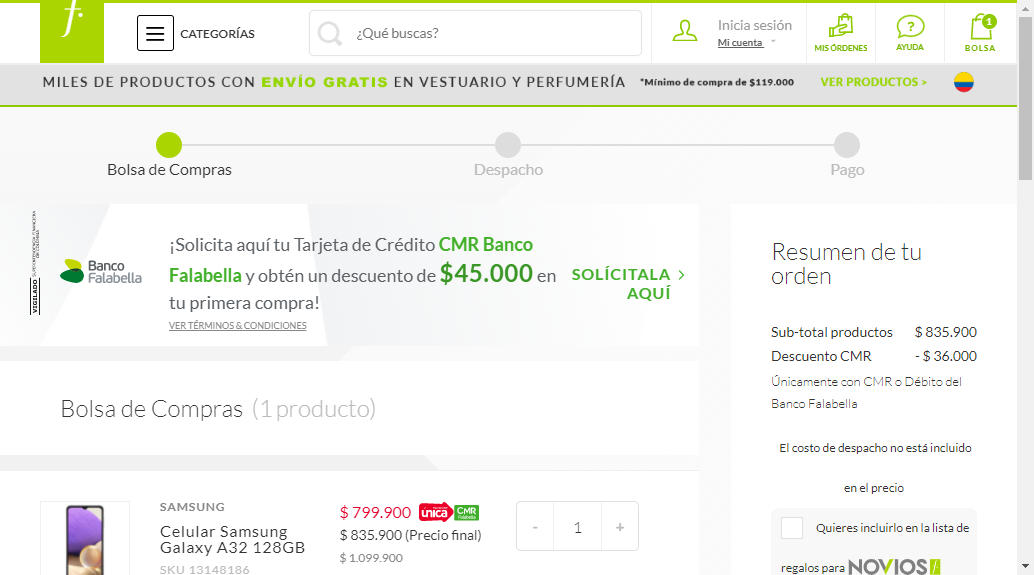 f.
CATEGORÍAS
¿Qué buscas?
Inicia sesión
Mi cuenta
MIS ÓRDENES
?
AYUDA
1
BOLSA
MILES DE PRODUCTOS CON ENVÍO GRATIS EN VESTUARIO Y PERFUMERÍA *Mínimo de compra de $119.000 VER PRODUCTOS >
Bolsa de Compras
Despacho
Pago
VIGILADO SUPERINTENDENCIA FINANCIERA DE COLOMBIA
Banco
Falabella
¡Solicita aquí tu Tarjeta de Crédito CMR Banco
Falabella y obtén un descuento de $45.000 en
tu primera compra!
VER TÉRMINOS & CONDICIONES
SOLÍCITALA >
AQUÍ
Bolsa de Compras (1 producto)
SAMSUNG
Celular Samsung
Galaxy A32 128GB
SKU 13148186
$ 799.900 única CMR Falabella
$ 835.900 (Precio final)
$ 1.099.900
- 1 +
Resumen de tu
orden
Sub-total productos $ 835.900
Descuento CMR - $ 36.000
Únicamente con CMR o Débito del
Banco Falabella
El costo de despacho no está incluido
en el precio
Quieres incluirlo en la lista de
regalos para NOVIOS f